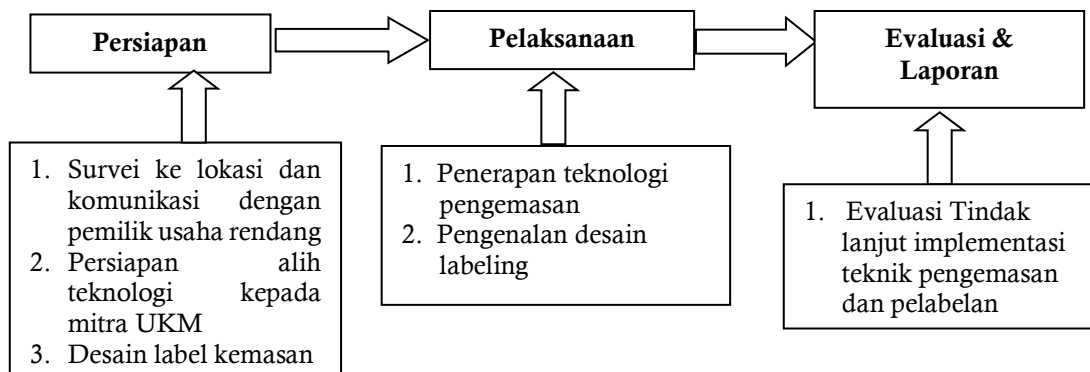 Persiapan
1. Survei ke lokasi dan
komunikasi dengan
pemilik usaha rendang
2. Persiapan alih
teknologi kepada
mitra UKM
3. Desain label kemasan
Pelaksanaan
1. Penerapan teknologi
pengemasan
2. Pengenalan desain
labeling
Evaluasi &
Laporan
1. Evaluasi Tindak
lanjut implementasi
teknik pengemasan
dan pelabelan